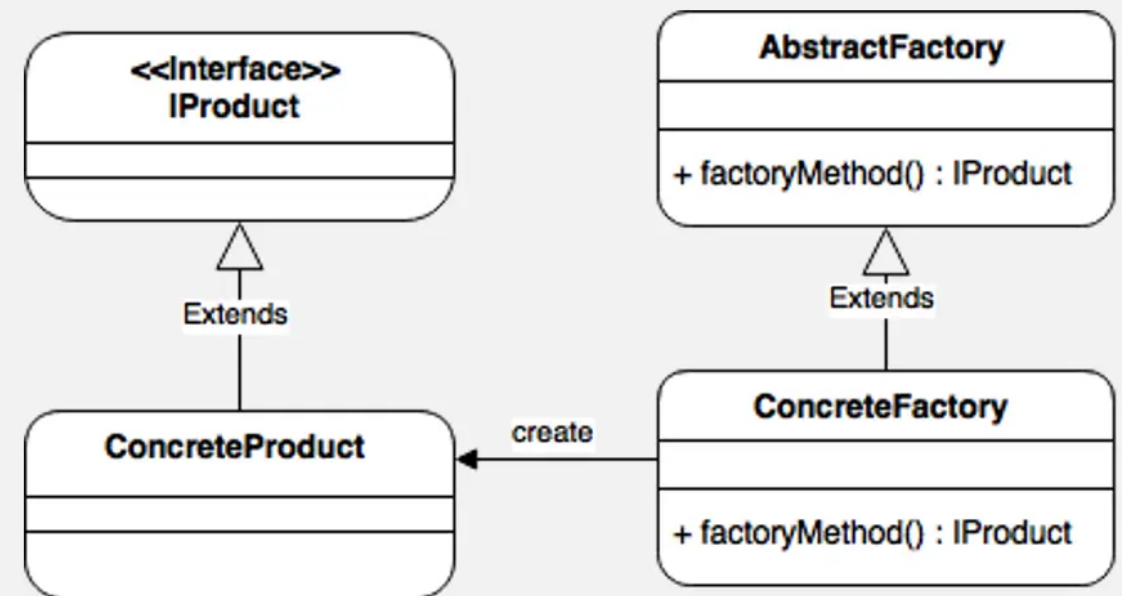 <<Interface>>
IProduct
AbstractFactory
+ factoryMethod() : IProduct
Extends
Extends
ConcreteProduct
create
ConcreteFactory
+ factoryMethod() : IProduct